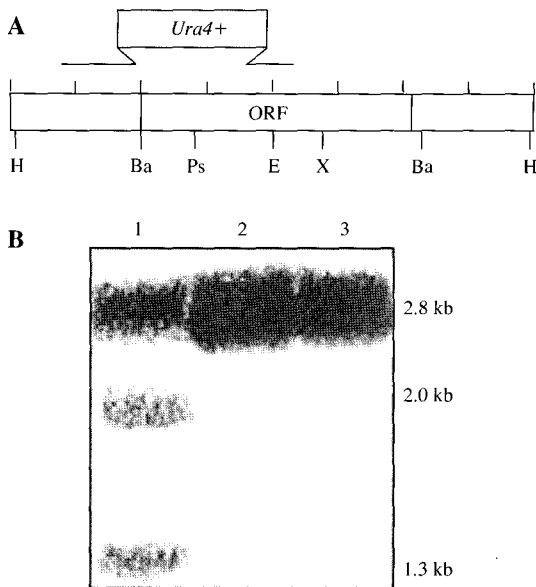 A
Ura4+
ORF
H Ba Ps E X Ba H
B
1 2 3
2.8 kb
2.0 kb
1.3 kb